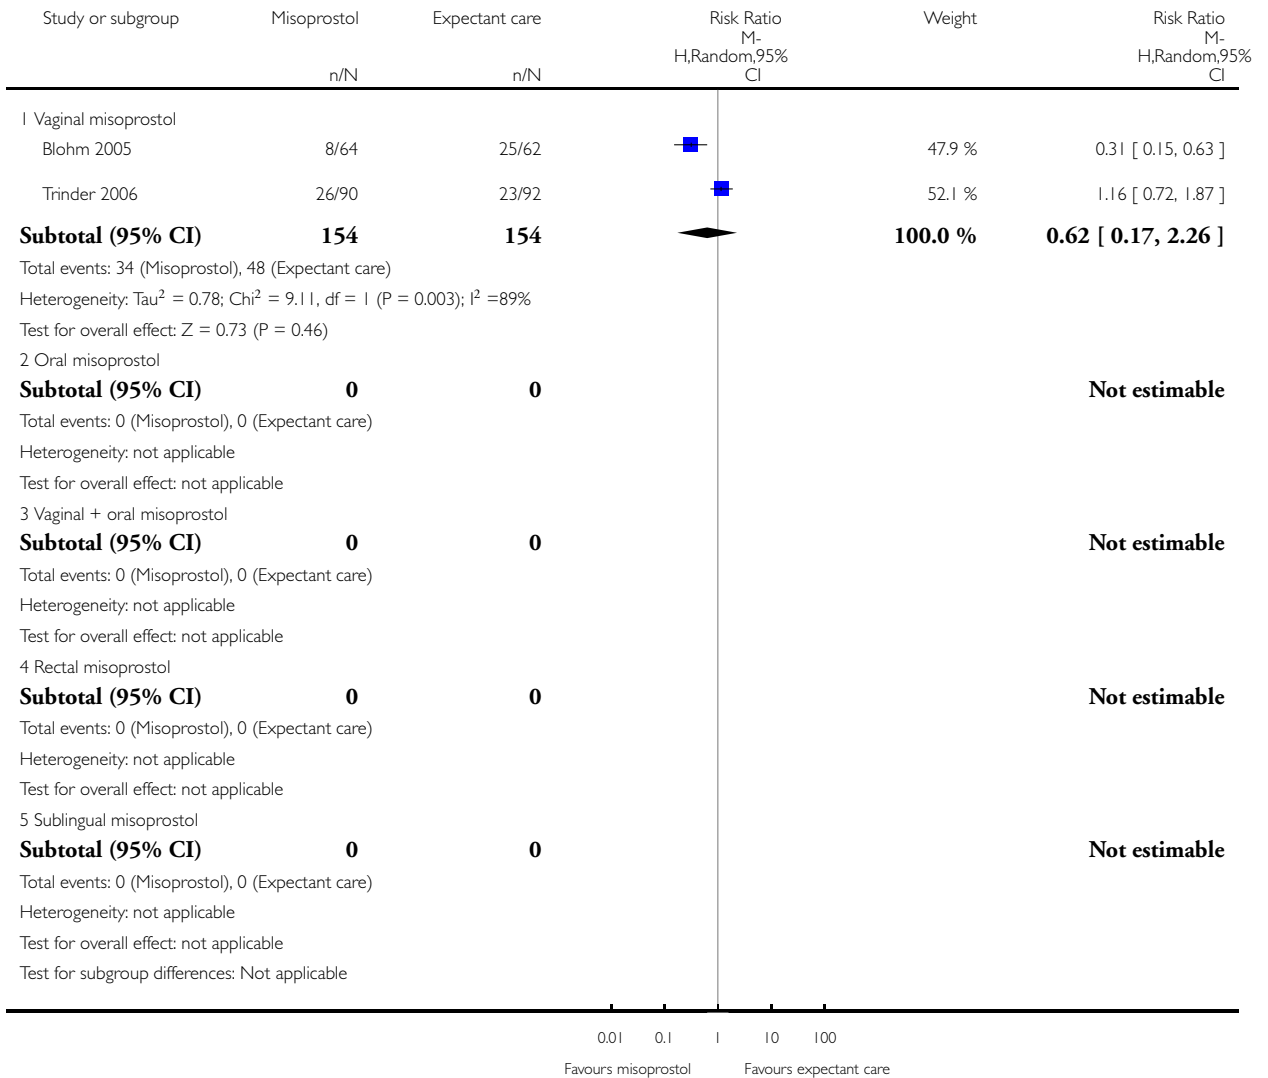 Study or subgroup Misoprostol Expectant care Risk Ratio Weight Risk Ratio
M- M-
H,Random,95% H,Random,95%
n/N n/N CI CI
1 Vaginal misoprostol
Blohm 2005 8/64 25/62 47.9 % 0.31 [ 0.15, 0.63 ]
Trinder 2006 26/90 23/92 52.1 % 1.16 [ 0.72, 1.87 ]
Subtotal (95% CI) 154 154 100.0 % 0.62 [ 0.17, 2.26 ]
Total events: 34 (Misoprostol), 48 (Expectant care)
Heterogeneity: Tau² = 0.78; Chi² = 9.11, df = 1 (P = 0.003); I² =89%
Test for overall effect: Z = 0.73 (P = 0.46)
2 Oral misoprostol
Subtotal (95% CI) 0 0 Not estimable
Total events: 0 (Misoprostol), 0 (Expectant care)
Heterogeneity: not applicable
Test for overall effect: not applicable
3 Vaginal + oral misoprostol
Subtotal (95% CI) 0 0 Not estimable
Total events: 0 (Misoprostol), 0 (Expectant care)
Heterogeneity: not applicable
Test for overall effect: not applicable
4 Rectal misoprostol
Subtotal (95% CI) 0 0 Not estimable
Total events: 0 (Misoprostol), 0 (Expectant care)
Heterogeneity: not applicable
Test for overall effect: not applicable
5 Sublingual misoprostol
Subtotal (95% CI) 0 0 Not estimable
Total events: 0 (Misoprostol), 0 (Expectant care)
Heterogeneity: not applicable
Test for overall effect: not applicable
Test for subgroup differences: Not applicable
0.01 0.1 1 10 100
Favours misoprostol Favours expectant care